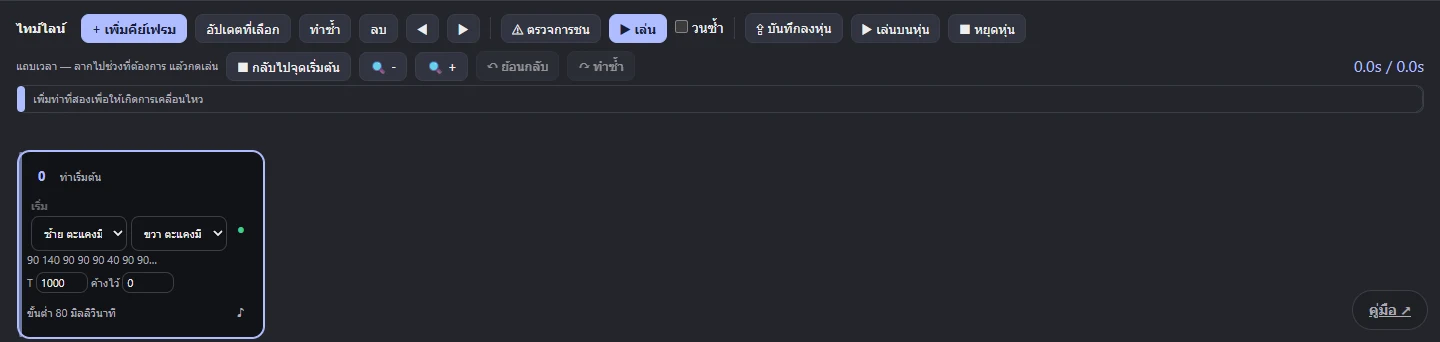 ไทม์ไลน์ + เพิ่มคีย์เฟรม อัปเดตที่เลือก ทำซ้ำ ลบ ◀ ▶ ⚠ ตรวจการชน ▶ เล่น วนซ้ำ ⇪ บันทึกลงหุ่น ▶ เล่นบนหุ่น ■ หยุดหุ่น
แถบเวลา — ลากไปช่วงที่ต้องการ แล้วกดเล่น ■ กลับไปจุดเริ่มต้น 🔍 - 🔍 + ↶ ย้อนกลับ ↷ ทำซ้ำ 0.0s / 0.0s
เพิ่มท่าที่สองเพื่อให้เกิดการเคลื่อนไหว
0 ท่าเริ่มต้น
เริ่ม
ซ้าย ตะแคงมื ขวา ตะแคงมื
90 140 90 90 90 40 90 90...
T 1000 ค้างไว้ 0
ขั้นต่ำ 80 มิลลิวินาที ♪
คู่มือ ↗